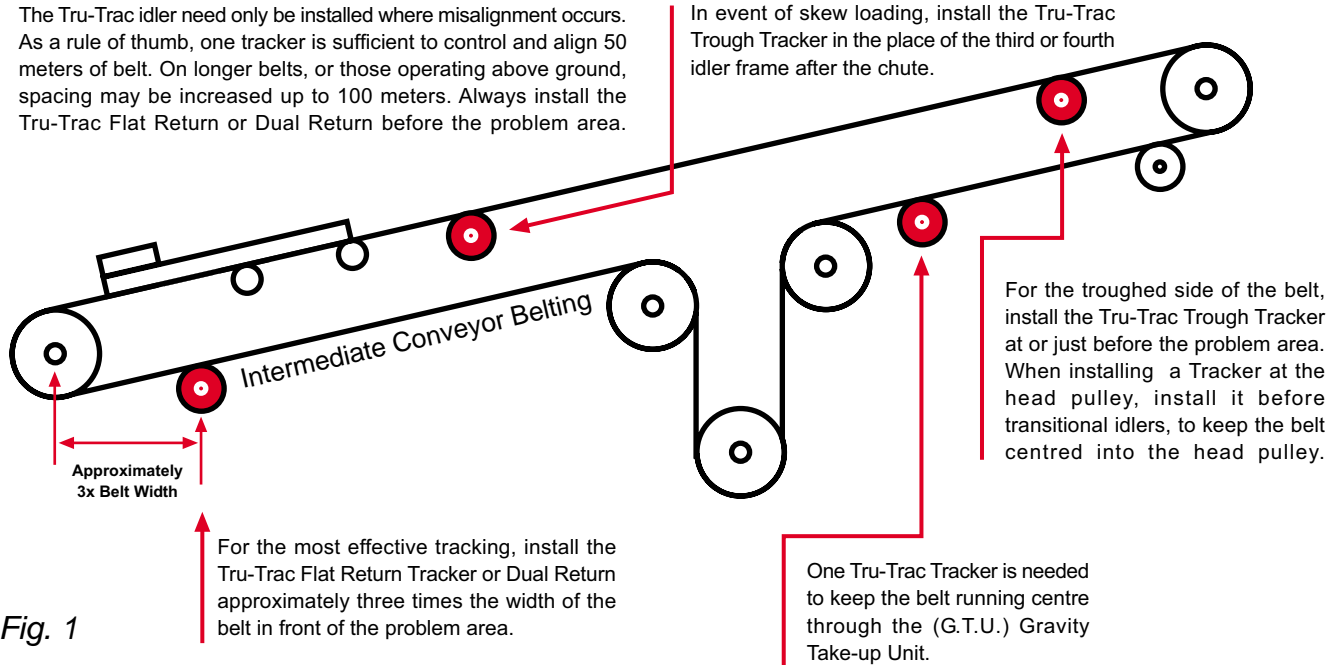 The Tru-Trac idler need only be installed where misalignment occurs.
As a rule of thumb, one tracker is sufficient to control and align 50
meters of belt. On longer belts, or those operating above ground,
spacing may be increased up to 100 meters. Always install the
Tru-Trac Flat Return or Dual Return before the problem area.
In event of skew loading, install the Tru-Trac
Trough Tracker in the place of the third or fourth
idler frame after the chute.
Intermediate Conveyor Belting
For the troughed side of the belt,
install the Tru-Trac Trough Tracker
at or just before the problem area.
When installing a Tracker at the
head pulley, install it before
transitional idlers, to keep the belt
centred into the head pulley.
Approximately
3x Belt Width
For the most effective tracking, install the
Tru-Trac Flat Return Tracker or Dual Return
approximately three times the width of the
belt in front of the problem area.
One Tru-Trac Tracker is needed
to keep the belt running centre
through the (G.T.U.) Gravity
Take-up Unit.
Fig. 1